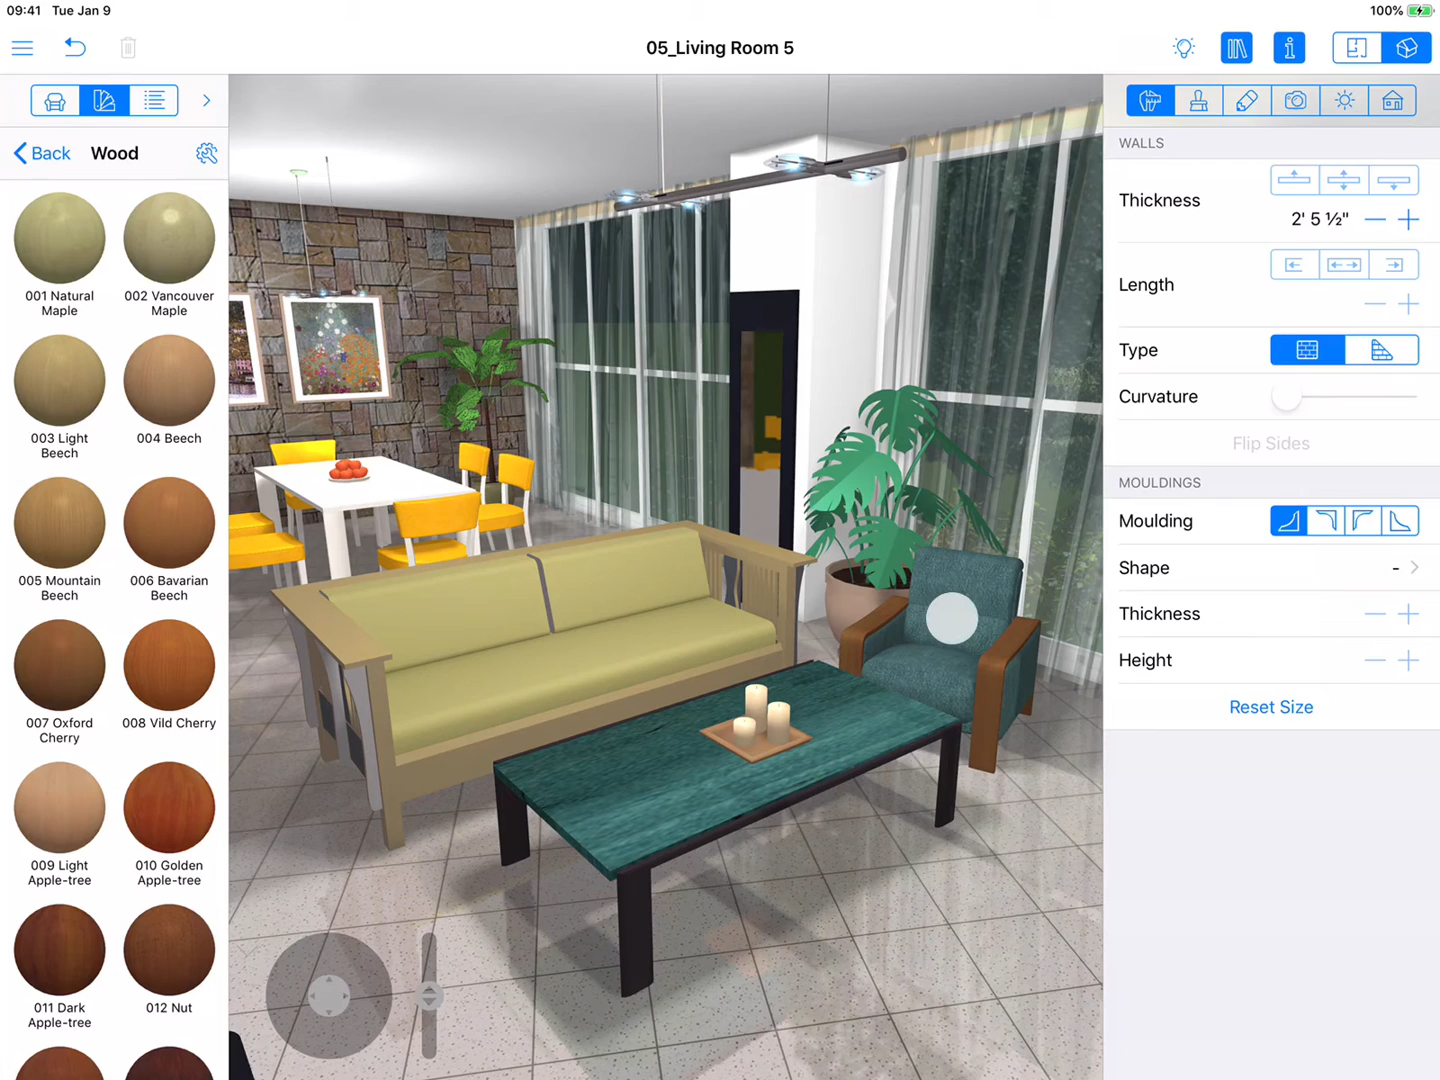 09:41 Tue Jan 9
100%
05_Living Room 5
Back
Wood
001 Natural
Maple
002 Vancouver
Maple
003 Light
Beech
004 Beech
005 Mountain
Beech
006 Bavarian
Beech
007 Oxford
Cherry
008 Vild Cherry
009 Light
Apple-tree
010 Golden
Apple-tree
011 Dark
Apple-tree
012 Nut
WALLS
Thickness
2' 5 ½"
Length
Type
Curvature
Flip Sides
MOULDINGS
Moulding
Shape
-
Thickness
Height
Reset Size